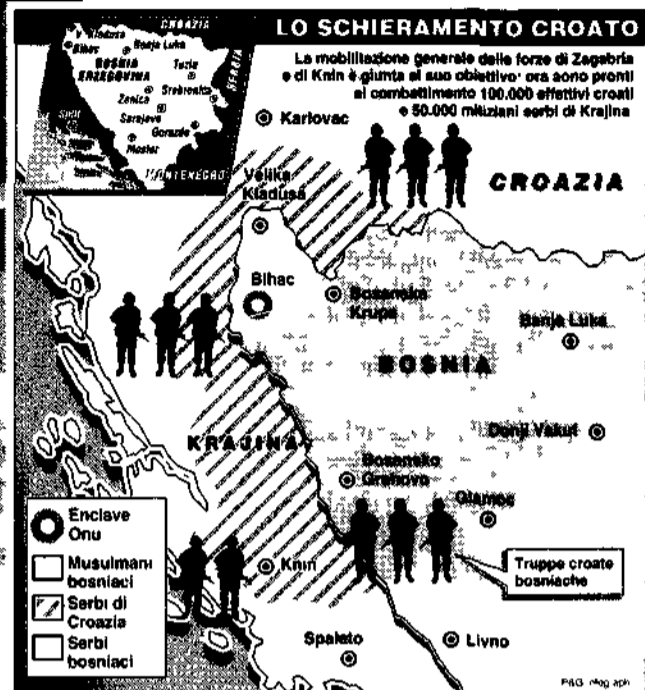 LO SCHIERAMENTO CROATO
La mobilitazione generale delle forze di Zagabria
e di Knin è giunta al suo obiettivo: ora sono pronti
al combattimento 100.000 effettivi croati
e 50.000 miliziani serbi di Krajina
CROAZIA
V Kladusa
Bihac
Banja Luka
BOSNIA
ERZEGOVINA
Tuzla
SERBIA
Zenica
Srebrenica
Sarajevo
Gorazde
Mostar
MONTENEGRO
Karlovac
CROAZIA
Velika
Kladusa
Bihac
Bosanska
Krupa
Banja Luka
BOSNIA
KRAJINA
Donji Vakuf
Bosansko
Grahovo
Glamoc
Knin
Truppe croate
bosniache
Spalato
Livno
Enclave
Onu
Musulmani
bosniaci
Serbi di
Croazia
Serbi
bosniaci
P&G